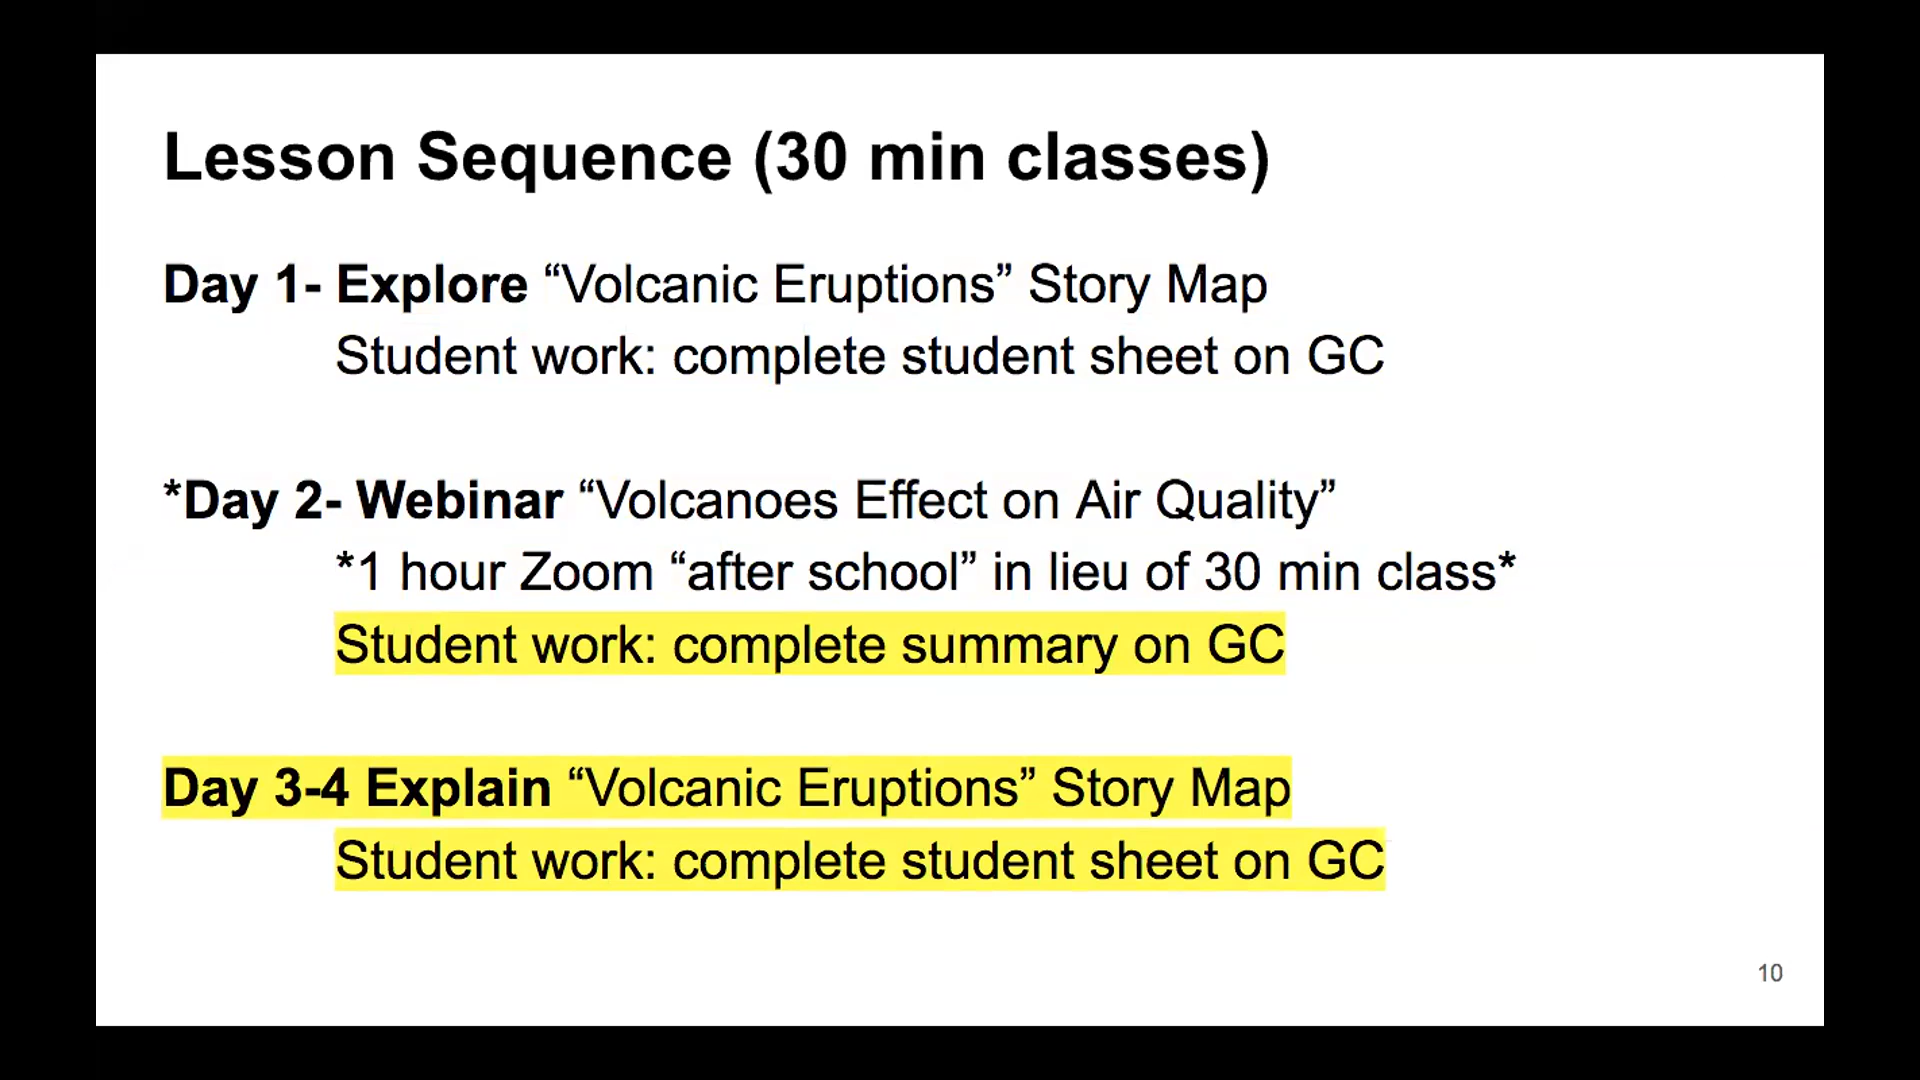 Lesson Sequence (30 min classes)
Day 1- Explore “Volcanic Eruptions” Story Map
Student work: complete student sheet on GC
*Day 2- Webinar “Volcanoes Effect on Air Quality”
*1 hour Zoom “after school” in lieu of 30 min class*
Student work: complete summary on GC
Day 3-4 Explain “Volcanic Eruptions” Story Map
Student work: complete student sheet on GC
10